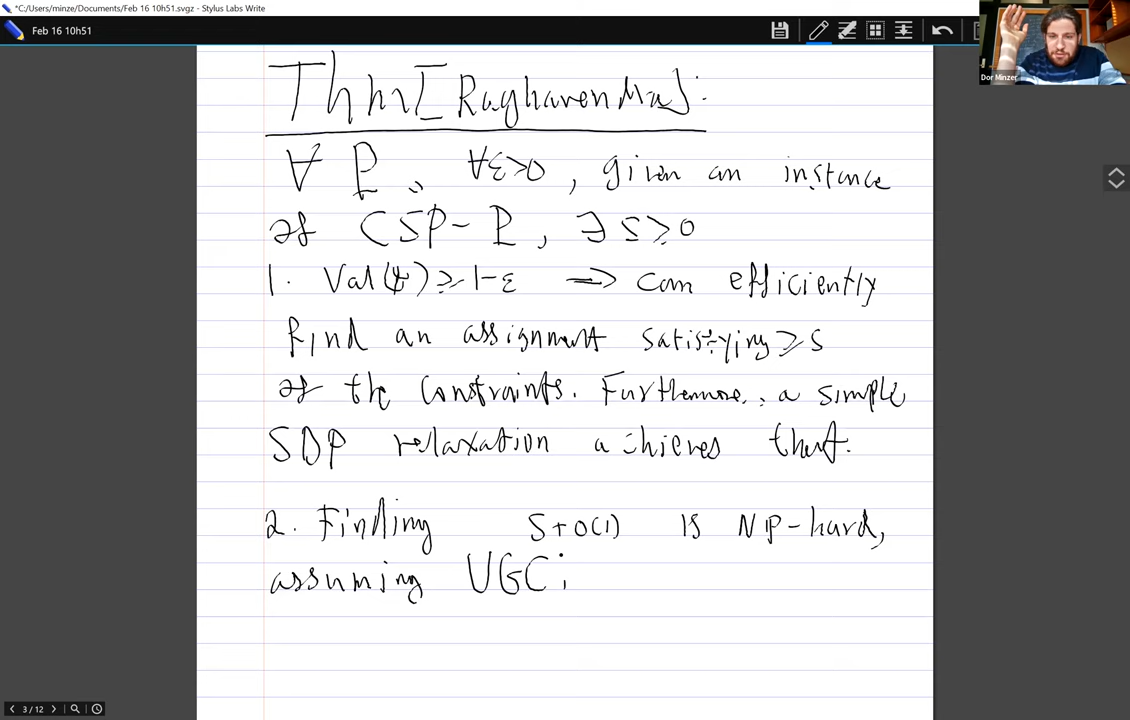 *C:/Users/minze/Documents/Feb 16 10h51.svgz - Stylus Labs Write
Feb 16 10h51
Dor Minzer
Thm [Raghavendra]:
∀ P, ∀ε>0, given an instance
of CSP-P, ∃ s≥0
1. Val(Ψ)≥1-ε ⇒ can efficiently
find an assignment satisfying ≥s
of the constraints. Furthermore, a simple
SDP relaxation achieves that.
2. Finding s+o(1) is NP-hard,
assuming UGC;
3 / 12